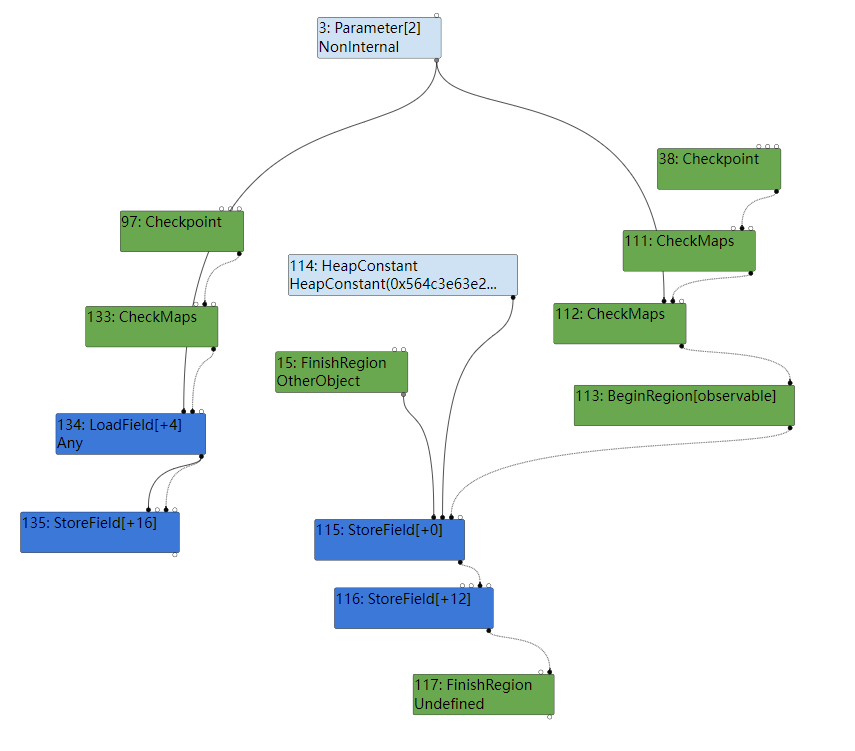 3: Parameter[2]
NonInternal
38: Checkpoint
97: Checkpoint
111: CheckMaps
114: HeapConstant
HeapConstant(0x564c3e63e2...
133: CheckMaps
112: CheckMaps
15: FinishRegion
OtherObject
113: BeginRegion[observable]
134: LoadField[+4]
Any
135: StoreField[+16]
115: StoreField[+0]
116: StoreField[+12]
117: FinishRegion
Undefined